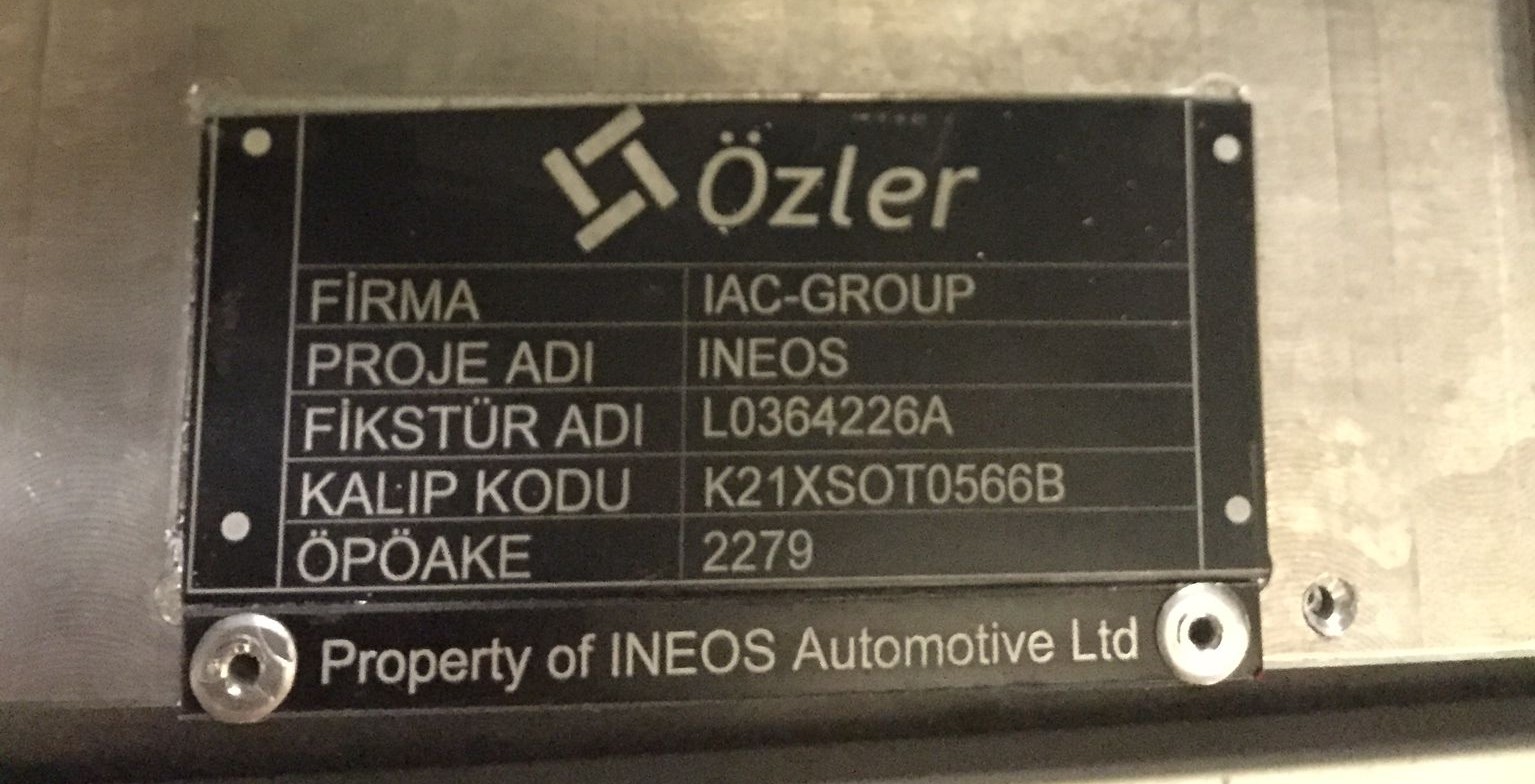 Özler
FİRMA IAC-GROUP
PROJE ADI INEOS
FİKSTÜR ADI L0364226A
KALIP KODU K21XSOT0566B
ÖPÖAKE 2279
Property of INEOS Automotive Ltd